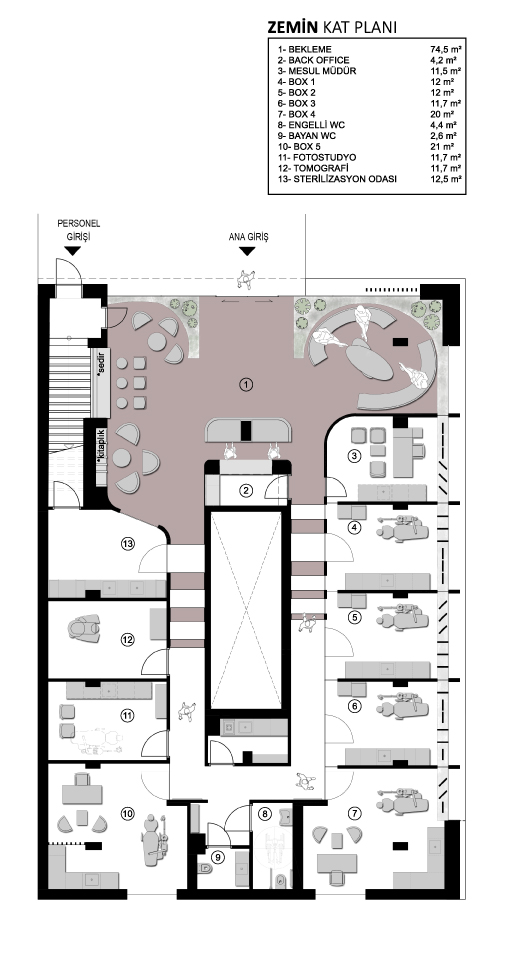 ZEMİN KAT PLANI
1- BEKLEME 74,5 m²
2- BACK OFFICE 4,2 m²
3- MESUL MÜDÜR 11,5 m²
4- BOX 1 12 m²
5- BOX 2 12 m²
6- BOX 3 11,7 m²
7- BOX 4 20 m²
8- ENGELLİ WC 4,4 m²
9- BAYAN WC 2,6 m²
10- BOX 5 21 m²
11- FOTOSTUDYO 11,7 m²
12- TOMOGRAFİ 11,7 m²
13- STERILIZASYON ODASI 12,5 m²
PERSONEL
GİRİŞİ
ANA GİRİŞ
*sedir
1
*kitaplık
3
2
4
13
5
12
6
11
10
8
7
9